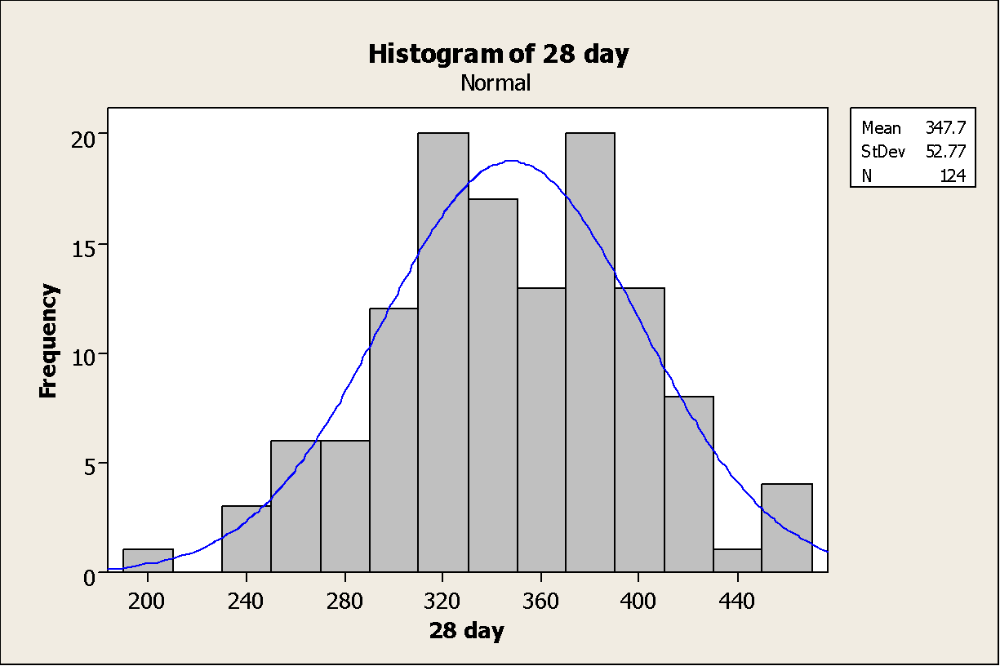 Histogram of 28 day
Normal
Mean 347.7
StDev 52.77
N 124
20
15
10
5
0
Frequency
200 240 280 320 360 400 440
28 day